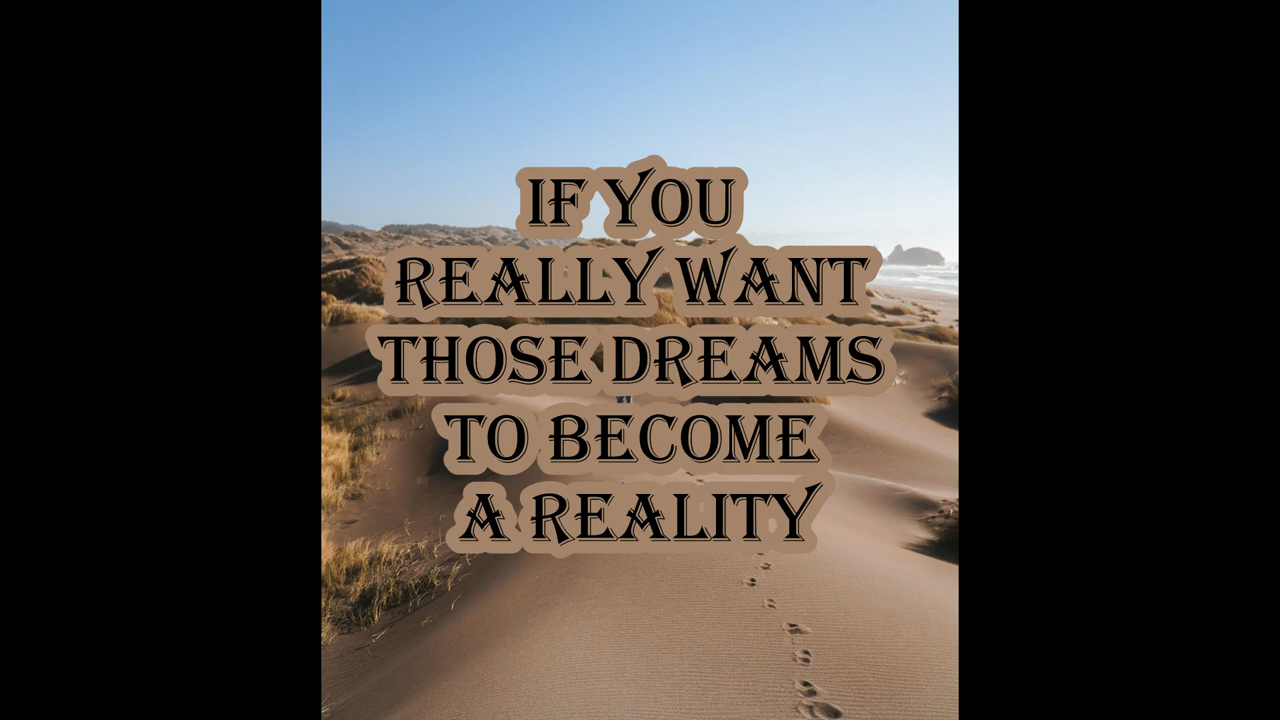 IF YOU
REALLY WANT
THOSE DREAMS
TO BECOME
A REALITY